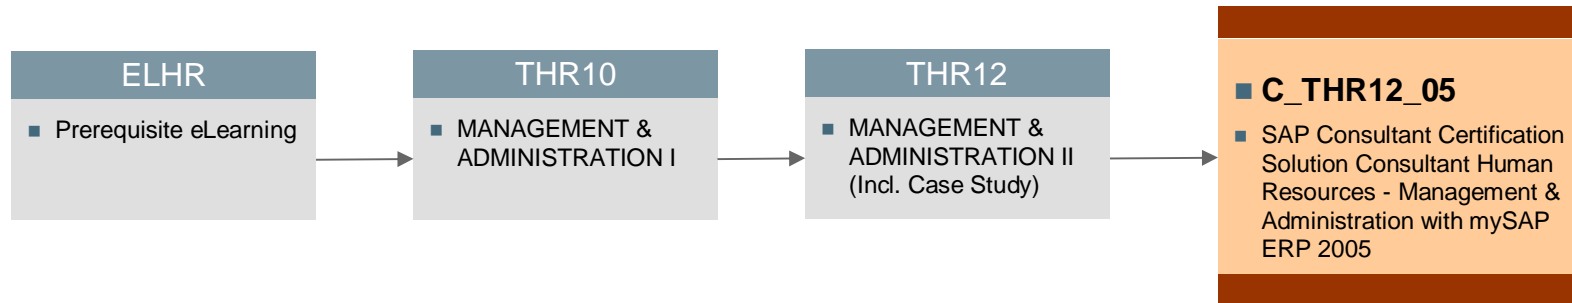 ELHR
Prerequisite eLearning
THR10
MANAGEMENT &
ADMINISTRATION I
THR12
MANAGEMENT &
ADMINISTRATION II
(Incl. Case Study)
C_THR12_05
SAP Consultant Certification
Solution Consultant Human
Resources - Management &
Administration with mySAP
ERP 2005